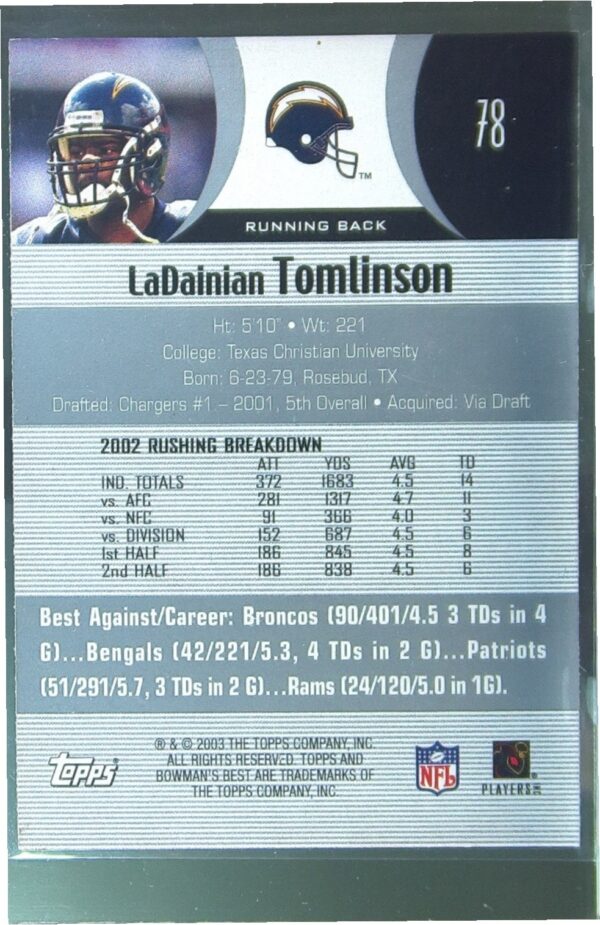 78
TM
RUNNING BACK
LaDainian Tomlinson
Ht: 5'10" • Wt: 221
College: Texas Christian University
Born: 6-23-79, Rosebud, TX
Drafted: Chargers #1 – 2001, 5th Overall • Acquired: Via Draft
2002 RUSHING BREAKDOWN
ATT YDS AVG TD
IND. TOTALS 372 1683 4.5 14
vs. AFC 281 1317 4.7 11
vs. NFC 91 366 4.0 3
vs. DIVISION 152 687 4.5 6
1st HALF 186 845 4.5 8
2nd HALF 186 838 4.5 6
Best Against/Career: Broncos (90/401/4.5 3 TDs in 4
G)...Bengals (42/221/5.3, 4 TDs in 2 G)...Patriots
(51/291/5.7, 3 TDs in 2 G)...Rams (24/120/5.0 in 1G).
® & © 2003 THE TOPPS COMPANY, INC.
ALL RIGHTS RESERVED. TOPPS AND
BOWMAN'S BEST ARE TRADEMARKS OF
THE TOPPS COMPANY, INC.
topps®
NFL
PLAYERS INC